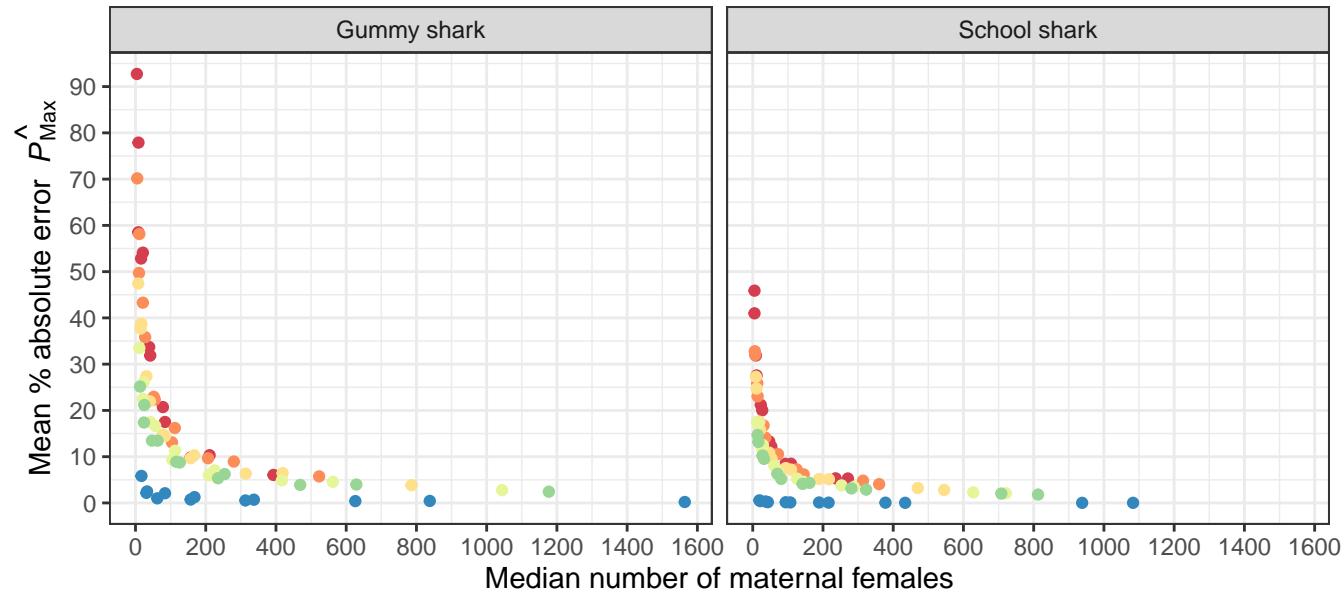 Gummy shark School shark
Mean % absolute error P̂Max
90
80
70
60
50
40
30
20
10
0
0 200 400 600 800 1000 1200 1400 1600 0 200 400 600 800 1000 1200 1400 1600
Median number of maternal females